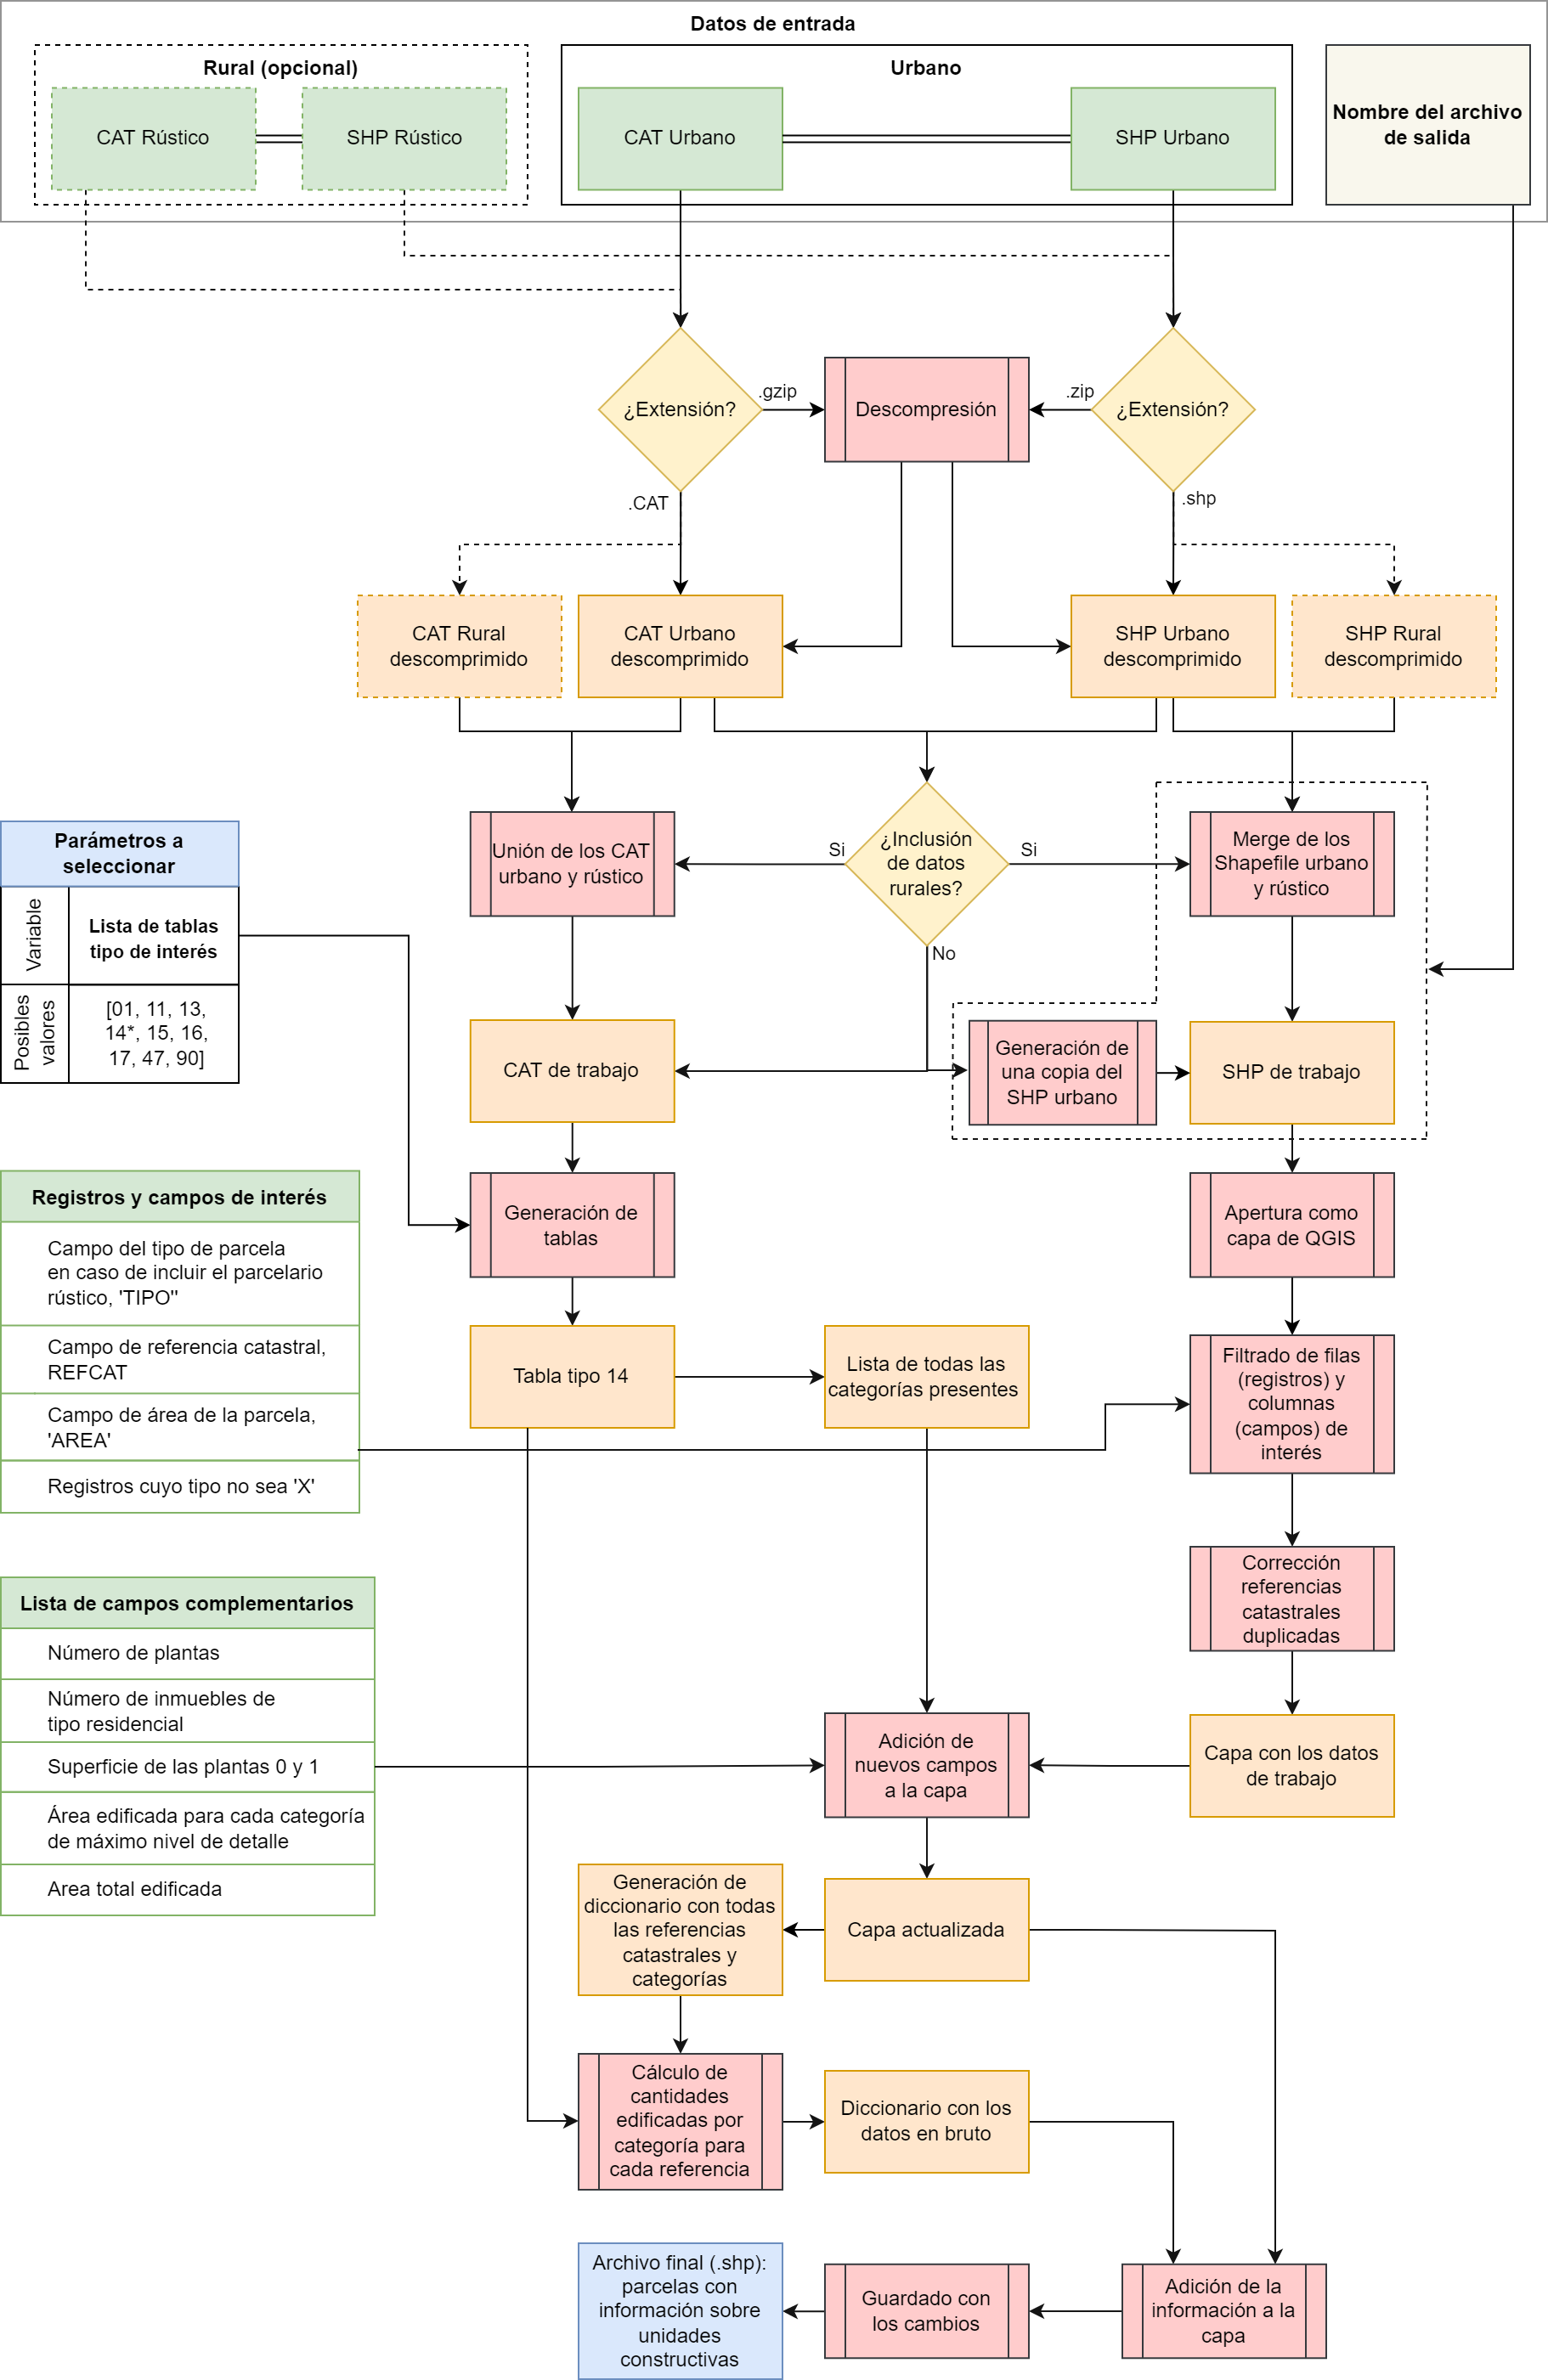 Datos de entrada
Rural (opcional)
Urbano
CAT Rústico
SHP Rústico
CAT Urbano
SHP Urbano
Nombre del archivo
de salida
¿Extensión?
.gzip
Descompresión
.zip
¿Extensión?
.CAT
.shp
CAT Rural
descomprimido
CAT Urbano
descomprimido
SHP Urbano
descomprimido
SHP Rural
descomprimido
Parámetros a
seleccionar
Variable
Lista de tablas
tipo de interés
Posibles
valores
[01, 11, 13,
14*, 15, 16,
17, 47, 90]
Unión de los CAT
urbano y rústico
Si
¿Inclusión
de datos
rurales?
Si
No
Merge de los
Shapefile urbano
y rústico
CAT de trabajo
Generación de
una copia del
SHP urbano
SHP de trabajo
Registros y campos de interés
Campo del tipo de parcela
en caso de incluir el parcelario
rústico, 'TIPO''
Campo de referencia catastral,
REFCAT
Campo de área de la parcela,
'AREA'
Registros cuyo tipo no sea 'X'
Generación de
tablas
Apertura como
capa de QGIS
Tabla tipo 14
Lista de todas las
categorías presentes
Filtrado de filas
(registros) y
columnas
(campos) de
interés
Corrección
referencias
catastrales
duplicadas
Lista de campos complementarios
Número de plantas
Número de inmuebles de
tipo residencial
Superficie de las plantas 0 y 1
Área edificada para cada categoría
de máximo nivel de detalle
Area total edificada
Adición de
nuevos campos
a la capa
Capa con los datos
de trabajo
Generación de
diccionario con todas
las referencias
catastrales y
categorías
Capa actualizada
Cálculo de
cantidades
edificadas por
categoría para
cada referencia
Diccionario con los
datos en bruto
Archivo final (.shp):
parcelas con
información sobre
unidades
constructivas
Guardado con
los cambios
Adición de la
información a la
capa